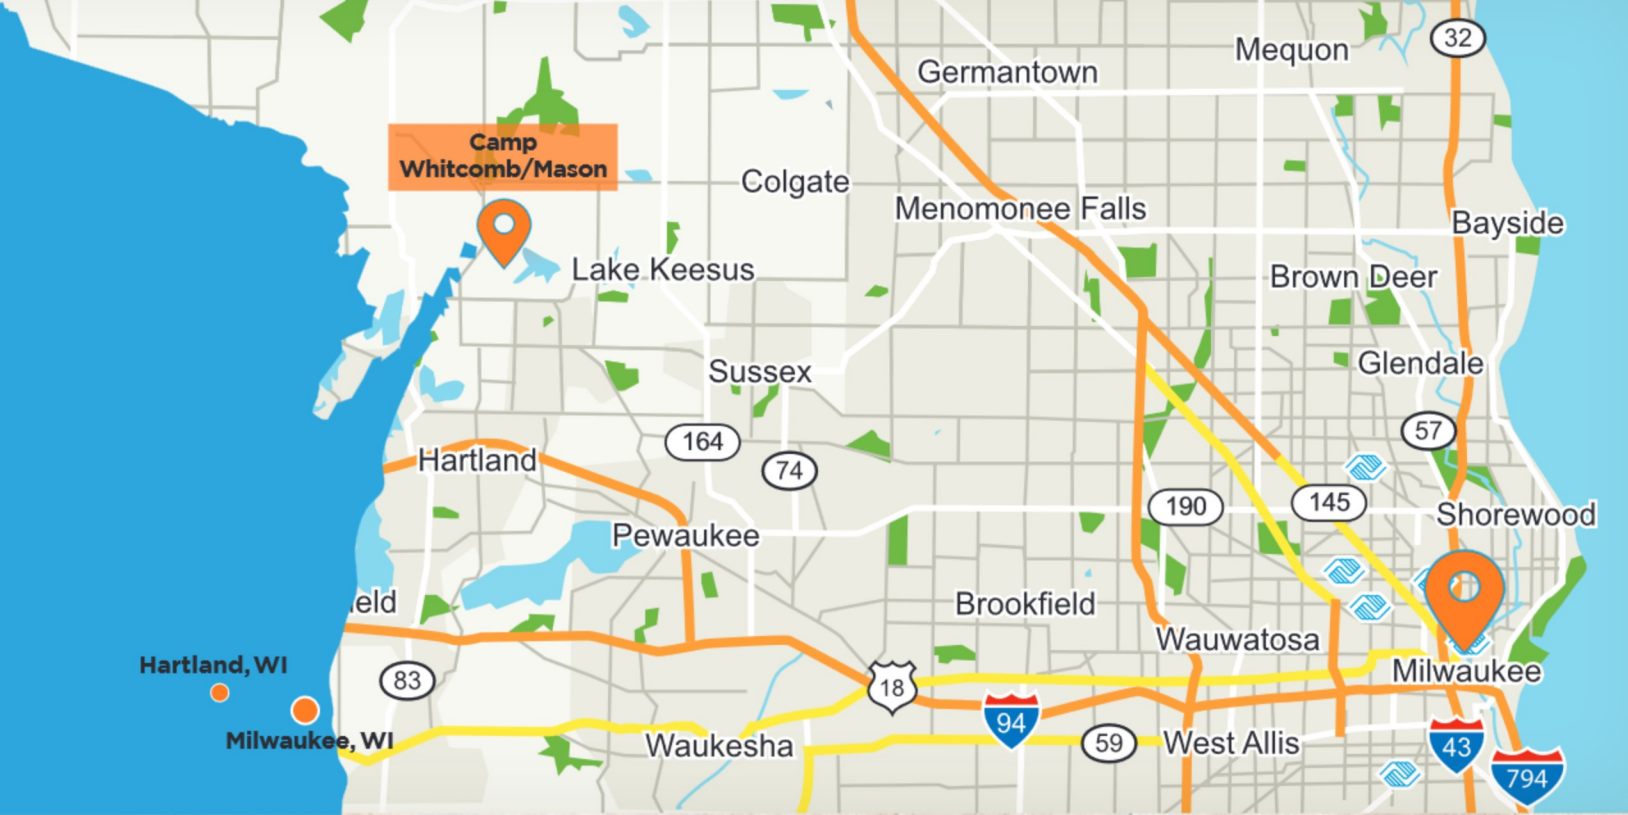 32
Mequon
Germantown
Camp
Whitcomb/Mason
Colgate
Menomonee Falls
Bayside
Lake Keesus
Brown Deer
Glendale
Sussex
57
164
Hartland
74
145
190
Shorewood
Pewaukee
ield
Brookfield
Wauwatosa
Hartland, WI
Milwaukee
83
18
94
Milwaukee, WI
Waukesha
59
West Allis
43
794